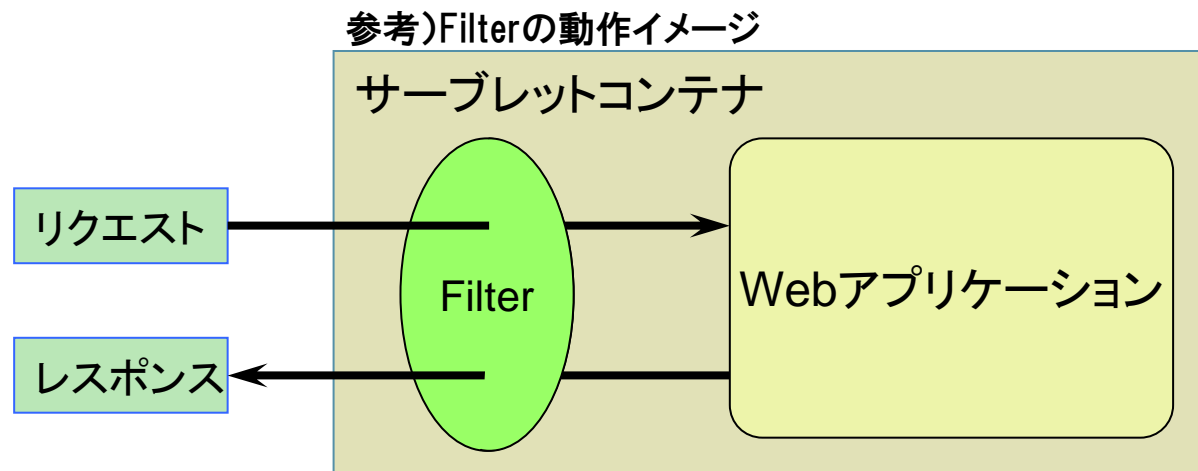 参考)Filterの動作イメージ
サーブレットコンテナ
リクエスト
Filter
Webアプリケーション
レスポンス